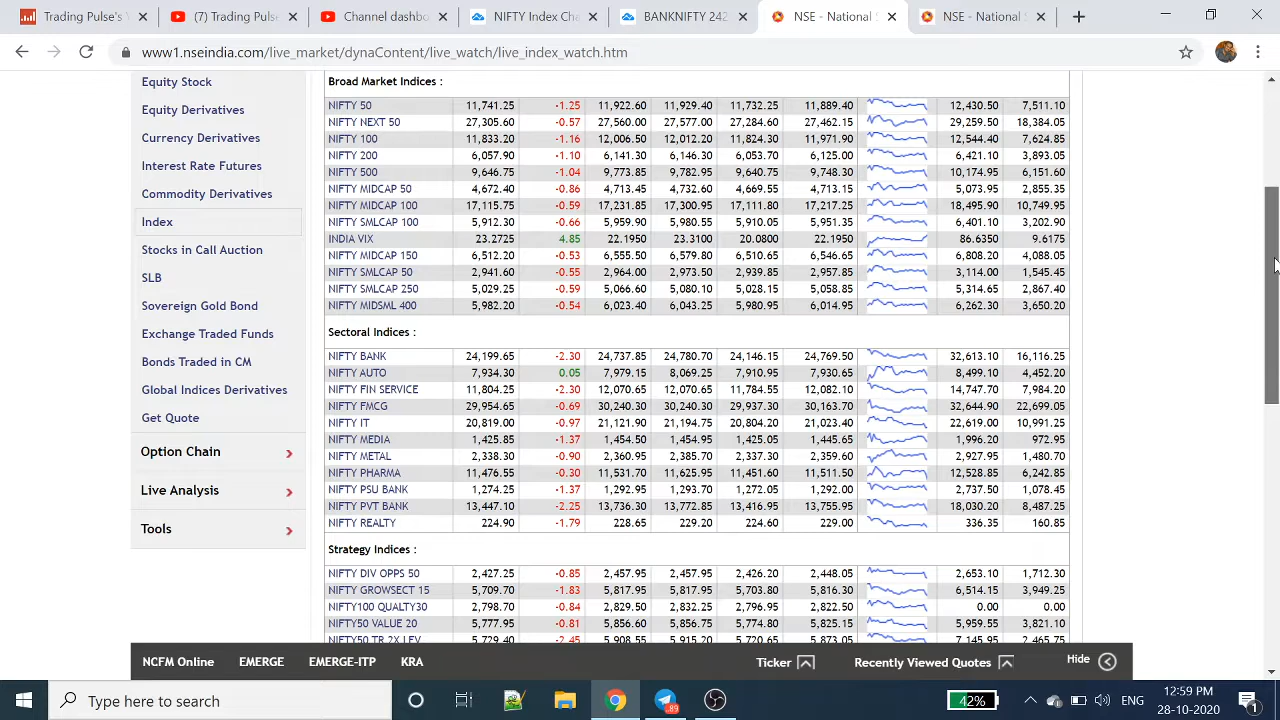 Trading Pulse's
(7) Trading Pulse
Channel dashbo
NIFTY Index Cha
BANKNIFTY 2.4
NSE - National
NSE - National
www1.nseindia.com/live_market/dynaContent/live_watch/live_index_watch.htm
Equity Stock
Equity Derivatives
Currency Derivatives
Interest Rate Futures
Commodity Derivatives
Index
Stocks in Call Auction
SLB
Sovereign Gold Bond
Exchange Traded Funds
Bonds Traded in CM
Global Indices Derivatives
Get Quote
Option Chain
Live Analysis
Tools
Broad Market Indices :
NIFTY 50 11,741.25 -1.25 11,922.60 11,929.40 11,732.25 11,889.40 12,430.50 7,511.10
NIFTY NEXT 50 27,305.60 -0.57 27,560.00 27,577.00 27,284.60 27,462.15 29,259.50 18,384.05
NIFTY 100 11,833.20 -1.16 12,006.50 12,012.20 11,824.30 11,971.90 12,544.40 7,624.85
NIFTY 200 6,057.90 -1.10 6,141.30 6,146.30 6,053.70 6,125.00 6,421.10 3,893.05
NIFTY 500 9,646.75 -1.04 9,773.85 9,782.95 9,640.75 9,748.30 10,174.95 6,151.60
NIFTY MIDCAP 50 4,672.40 -0.86 4,713.45 4,732.60 4,669.55 4,713.15 5,073.95 2,855.35
NIFTY MIDCAP 100 17,115.75 -0.59 17,231.85 17,300.95 17,111.80 17,217.25 18,495.90 10,749.95
NIFTY SMLCAP 100 5,912.30 -0.66 5,959.90 5,980.55 5,910.05 5,951.35 6,401.10 3,202.90
INDIA VIX 23.2725 4.85 22.1950 23.3100 20.0800 22.1950 86.6350 9.6175
NIFTY MIDCAP 150 6,512.20 -0.53 6,555.50 6,579.80 6,510.65 6,546.65 6,808.20 4,088.05
NIFTY SMLCAP 50 2,941.60 -0.55 2,964.00 2,973.50 2,939.85 2,957.85 3,114.00 1,545.45
NIFTY SMLCAP 250 5,029.25 -0.59 5,066.60 5,080.10 5,028.15 5,058.85 5,314.65 2,867.40
NIFTY MIDSML 400 5,982.20 -0.54 6,023.40 6,043.25 5,980.95 6,014.95 6,262.30 3,650.20
Sectoral Indices :
NIFTY BANK 24,199.65 -2.30 24,737.85 24,780.70 24,146.15 24,769.50 32,613.10 16,116.25
NIFTY AUTO 7,934.30 0.05 7,979.15 8,069.25 7,910.95 7,930.65 8,499.10 4,452.20
NIFTY FIN SERVICE 11,804.25 -2.30 12,070.65 12,070.65 11,784.55 12,082.10 14,747.70 7,984.20
NIFTY FMCG 29,954.65 -0.69 30,240.30 30,240.30 29,937.30 30,163.70 32,644.90 22,699.05
NIFTY IT 20,819.00 -0.97 21,121.90 21,194.75 20,804.20 21,023.40 22,619.00 10,991.25
NIFTY MEDIA 1,425.85 -1.37 1,454.50 1,454.95 1,425.05 1,445.65 1,996.20 972.95
NIFTY METAL 2,338.30 -0.90 2,360.95 2,385.70 2,337.30 2,359.60 2,927.95 1,480.70
NIFTY PHARMA 11,476.55 -0.30 11,531.70 11,625.95 11,451.60 11,511.50 12,528.85 6,242.85
NIFTY PSU BANK 1,274.25 -1.37 1,292.95 1,293.70 1,272.05 1,292.00 2,737.50 1,078.45
NIFTY PVT BANK 13,447.10 -2.25 13,736.30 13,772.85 13,416.95 13,755.95 18,030.20 8,487.25
NIFTY REALTY 224.90 -1.79 228.65 229.20 224.60 229.00 336.35 160.85
Strategy Indices :
NIFTY DIV OPPS 50 2,427.25 -0.85 2,457.95 2,457.95 2,426.20 2,448.05 2,653.10 1,712.30
NIFTY GROWSECT 15 5,709.70 -1.83 5,817.95 5,817.95 5,703.80 5,816.30 6,514.15 3,949.25
NIFTY100 QUALTY30 2,798.70 -0.84 2,829.50 2,832.25 2,796.95 2,822.50 0.00 0.00
NIFTY50 VALUE 20 5,777.95 -0.81 5,856.60 5,856.75 5,774.80 5,825.15 5,959.55 3,821.10
NIFTY50 TR 2X LEV 5,729.40 -2.45 5,908.55 5,915.20 5,720.65 5,873.05 7,145.95 2,465.75
NCFM Online EMERGE EMERGE-ITP KRA Ticker Recently Viewed Quotes Hide
Type here to search
89
42%
ENG
12:59 PM
28-10-2020
1